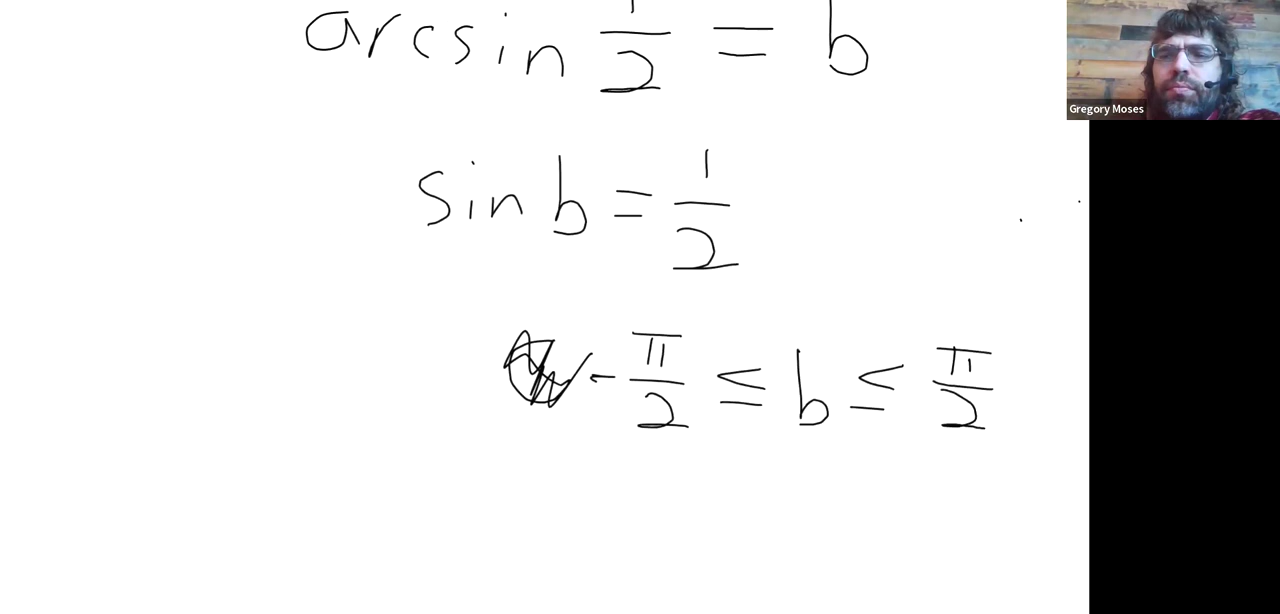 arcsin 1/2 = b
Gregory Moses
sin b = 1/2
- π/2 ≤ b ≤ π/2